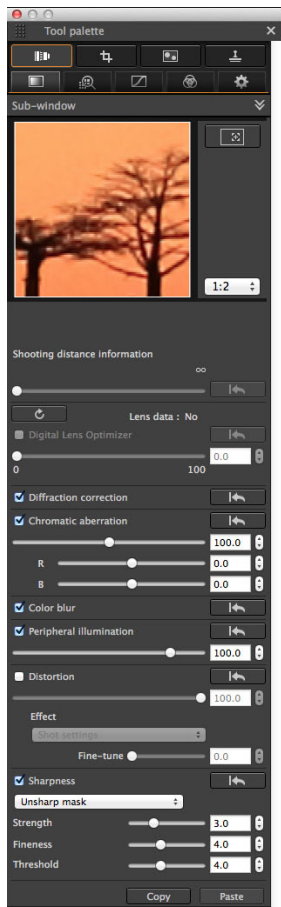 Tool palette
Sub-window
1:2
Shooting distance information
∞
Lens data : No
Digital Lens Optimizer
0.0
0 100
Diffraction correction
Chromatic aberration
100.0
R 0.0
B 0.0
Color blur
Peripheral illumination
100.0
Distortion
100.0
Effect
Shot settings
Fine-tune 0.0
Sharpness
Unsharp mask
Strength 3.0
Fineness 4.0
Threshold 4.0
Copy Paste